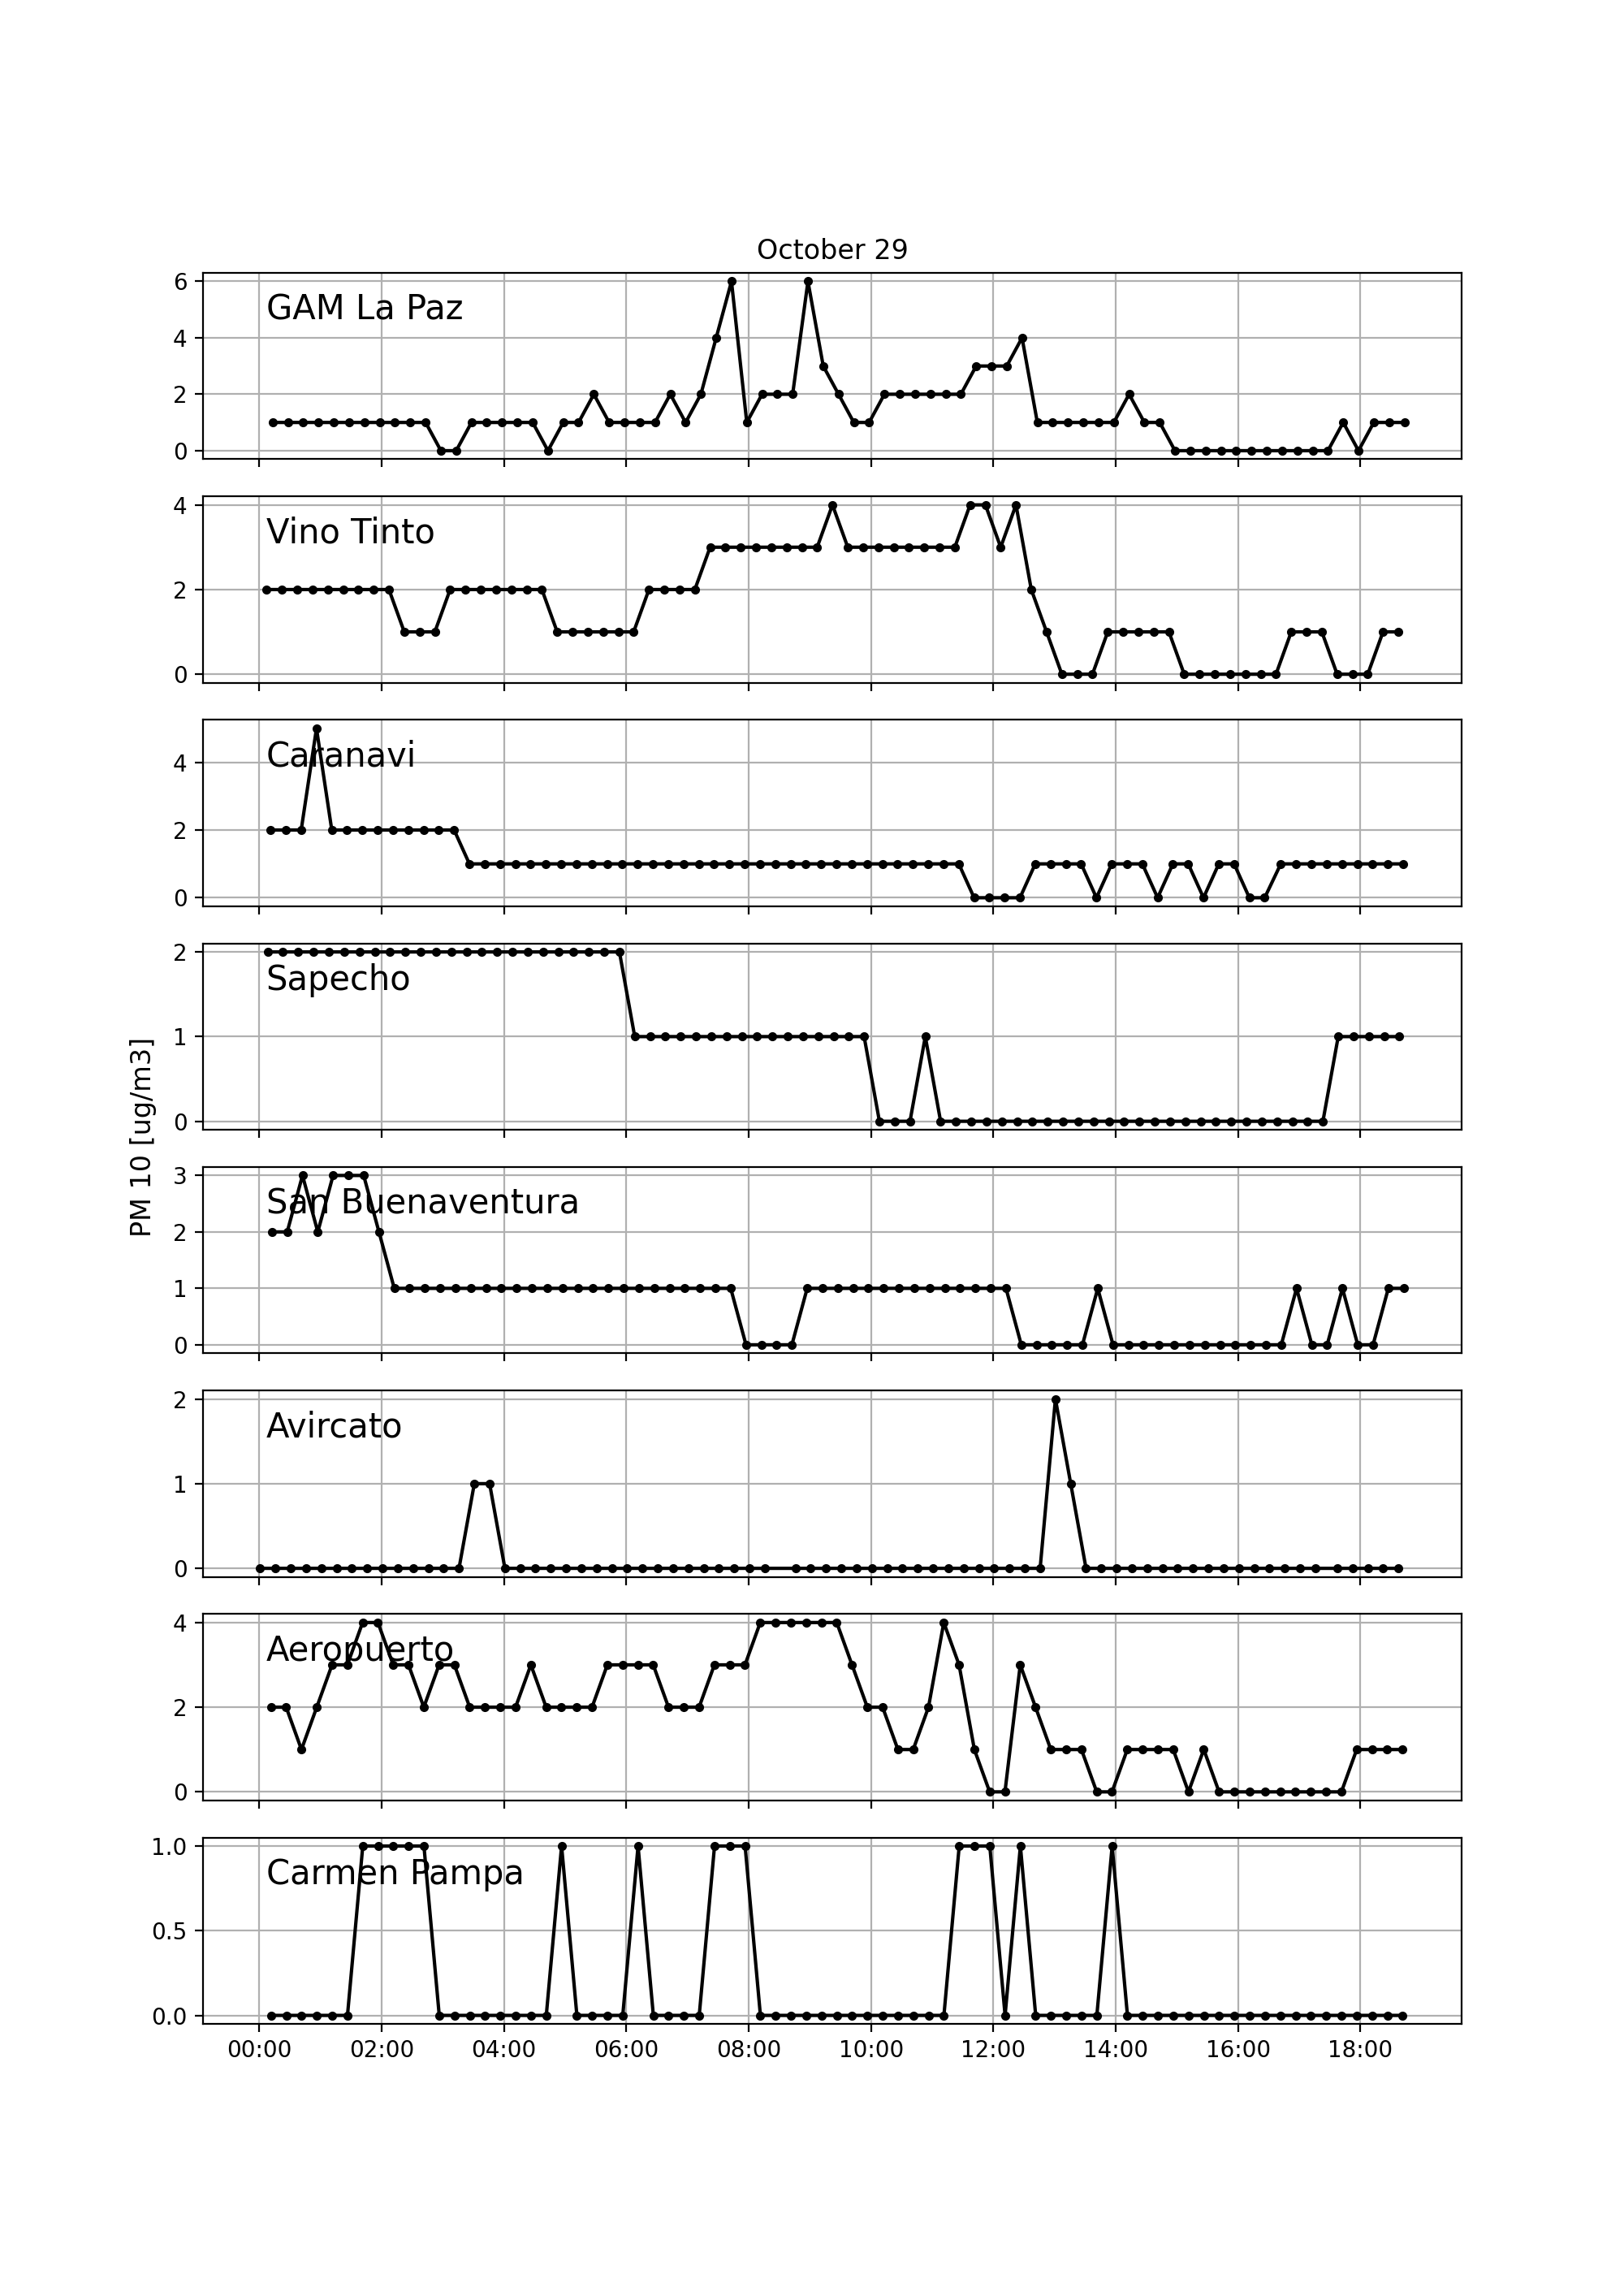 October 29
6
GAM La Paz
4
2
0
4
Vino Tinto
2
0
Caranavi
4
2
0
2
Sapecho
1
0
PM 10 [ug/m3]
3
San Buenaventura
2
1
0
2
Avircato
1
0
4
Aeropuerto
2
0
1.0
Carmen Pampa
0.5
0.0
00:00 02:00 04:00 06:00 08:00 10:00 12:00 14:00 16:00 18:00